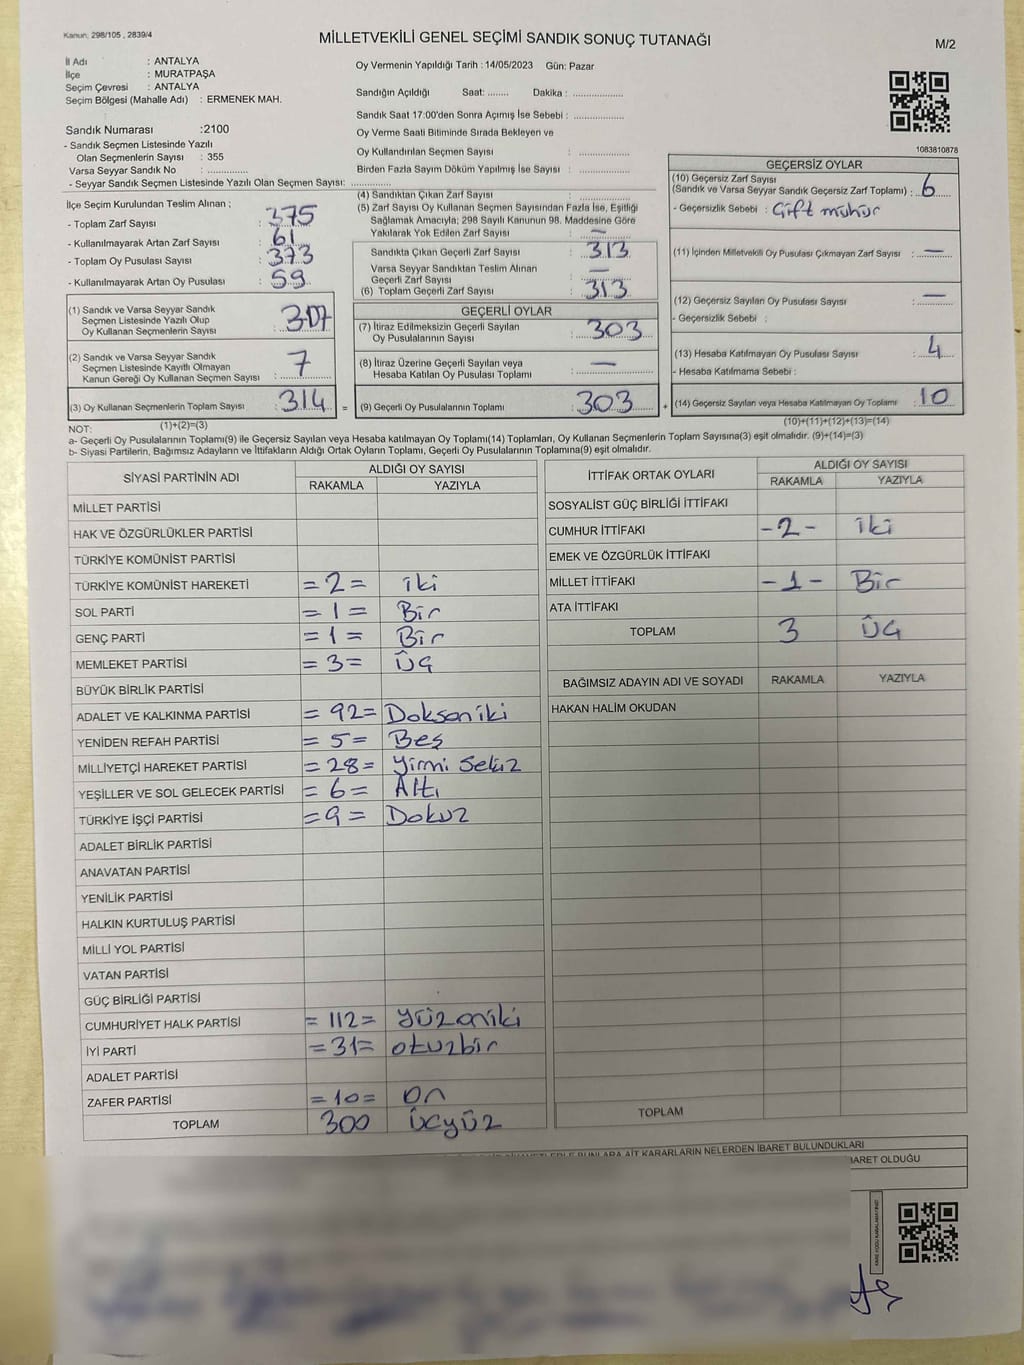 Kanun: 298/105 , 2839/4
MİLLETVEKİLİ GENEL SEÇİMİ SANDIK SONUÇ TUTANAĞI
M/2
İl Adı : ANTALYA
İlçe : MURATPAŞA
Seçim Çevresi : ANTALYA
Seçim Bölgesi (Mahalle Adı) : ERMENEK MAH.
Sandık Numarası :2100
- Sandık Seçmen Listesinde Yazılı
Olan Seçmenlerin Sayısı : 355
Varsa Seyyar Sandık No : ..............
- Seyyar Sandık Seçmen Listesinde Yazılı Olan Seçmen Sayısı: ..............
İlçe Seçim Kurulundan Teslim Alınan ;
- Toplam Zarf Sayısı : 375
- Kullanılmayarak Artan Zarf Sayısı : 61
- Toplam Oy Pusulası Sayısı : 373
- Kullanılmayarak Artan Oy Pusulası : 59
(1) Sandık ve Varsa Seyyar Sandık
Seçmen Listesinde Yazılı Olup
Oy Kullanan Seçmenlerin Sayısı : 307
(2) Sandık ve Varsa Seyyar Sandık
Seçmen Listesinde Kayıtlı Olmayan
Kanun Gereği Oy Kullanan Seçmen Sayısı : 7
(3) Oy Kullanan Seçmenlerin Toplam Sayısı : 314
Oy Vermenin Yapıldığı Tarih : 14/05/2023 Gün: Pazar
Sandığın Açıldığı Saat: ........ Dakika : ...................
Sandık Saat 17:00'den Sonra Açımış İse Sebebi : ...................
Oy Verme Saati Bitiminde Sırada Bekleyen ve
Oy Kullandırılan Seçmen Sayısı : ...................
Birden Fazla Sayım Döküm Yapılmış İse Sayısı : ...................
(4) Sandıktan Çıkan Zarf Sayısı : ...................
(5) Zarf Sayısı Oy Kullanan Seçmen Sayısından Fazla İse, Eşitliği
Sağlamak Amacıyla; 298 Sayılı Kanunun 98. Maddesine Göre
Yakılarak Yok Edilen Zarf Sayısı : —
Sandıkta Çıkan Geçerli Zarf Sayısı : 313
Varsa Seyyar Sandıktan Teslim Alınan
Geçerli Zarf Sayısı : —
(6) Toplam Geçerli Zarf Sayısı : 313
GEÇERLİ OYLAR
(7) İtiraz Edilmeksizin Geçerli Sayılan
Oy Pusulalarının Sayısı : 303
(8) İtiraz Üzerine Geçerli Sayılan veya
Hesaba Katılan Oy Pusulası Toplamı : —
= (9) Geçerli Oy Pusulalarının Toplamı : 303
1083810878
GEÇERSİZ OYLAR
(10) Geçersiz Zarf Sayısı
(Sandık ve Varsa Seyyar Sandık Geçersiz Zarf Toplamı) : 6
- Geçersizlik Sebebi : Çift mühür
(11) İçinden Milletvekili Oy Pusulası Çıkmayan Zarf Sayısı : —
(12) Geçersiz Sayılan Oy Pusulası Sayısı : —
- Geçersizlik Sebebi :
(13) Hesaba Katılmayan Oy Pusulası Sayısı : 4
- Hesaba Katılmama Sebebi :
+ (14) Geçersiz Sayılan veya Hesaba Katılmayan Oy Toplamı : 10
NOT: (1)+(2)=(3) (10)+(11)+(12)+(13)=(14)
a- Geçerli Oy Pusulalarının Toplamı(9) ile Geçersiz Sayılan veya Hesaba katılmayan Oy Toplamı(14) Toplamları, Oy Kullanan Seçmenlerin Toplam Sayısına(3) eşit olmalıdır. (9)+(14)=(3)
b- Siyasi Partilerin, Bağımsız Adayların ve İttifakların Aldığı Ortak Oyların Toplamı, Geçerli Oy Pusulalarının Toplamına(9) eşit olmalıdır.
SİYASİ PARTİNİN ADI ALDIĞI OY SAYISI
RAKAMLA YAZIYLA
MİLLET PARTİSİ
HAK VE ÖZGÜRLÜKLER PARTİSİ
TÜRKİYE KOMÜNİST PARTİSİ
TÜRKİYE KOMÜNİST HAREKETİ = 2 = iki
SOL PARTİ = 1 = Bir
GENÇ PARTİ = 1 = Bir
MEMLEKET PARTİSİ = 3 = Üç
BÜYÜK BİRLİK PARTİSİ
ADALET VE KALKINMA PARTİSİ = 92 = Doksaniki
YENİDEN REFAH PARTİSİ = 5 = Beş
MİLLİYETÇİ HAREKET PARTİSİ = 28 = Yirmi Sekiz
YEŞİLLER VE SOL GELECEK PARTİSİ = 6 = Altı
TÜRKİYE İŞÇİ PARTİSİ = 9 = Dokuz
ADALET BİRLİK PARTİSİ
ANAVATAN PARTİSİ
YENİLİK PARTİSİ
HALKIN KURTULUŞ PARTİSİ
MİLLİ YOL PARTİSİ
VATAN PARTİSİ
GÜÇ BİRLİĞİ PARTİSİ
CUMHURİYET HALK PARTİSİ = 112 = yüzoniki
İYİ PARTİ = 31 = otuzbir
ADALET PARTİSİ
ZAFER PARTİSİ = 10 = on
TOPLAM 300 üçyüz
İTTİFAK ORTAK OYLARI ALDIĞI OY SAYISI
RAKAMLA YAZIYLA
SOSYALİST GÜÇ BİRLİĞİ İTTİFAKI
CUMHUR İTTİFAKI - 2 - iki
EMEK VE ÖZGÜRLÜK İTTİFAKI
MİLLET İTTİFAKI - 1 - Bir
ATA İTTİFAKI
TOPLAM 3 Üç
BAĞIMSIZ ADAYIN ADI VE SOYADI RAKAMLA YAZIYLA
HAKAN HALİM OKUDAN
TOPLAM
BUNLARA AİT KARARLARIN NELERDEN İBARET BULUNDUKLARI
BARET OLDUĞU